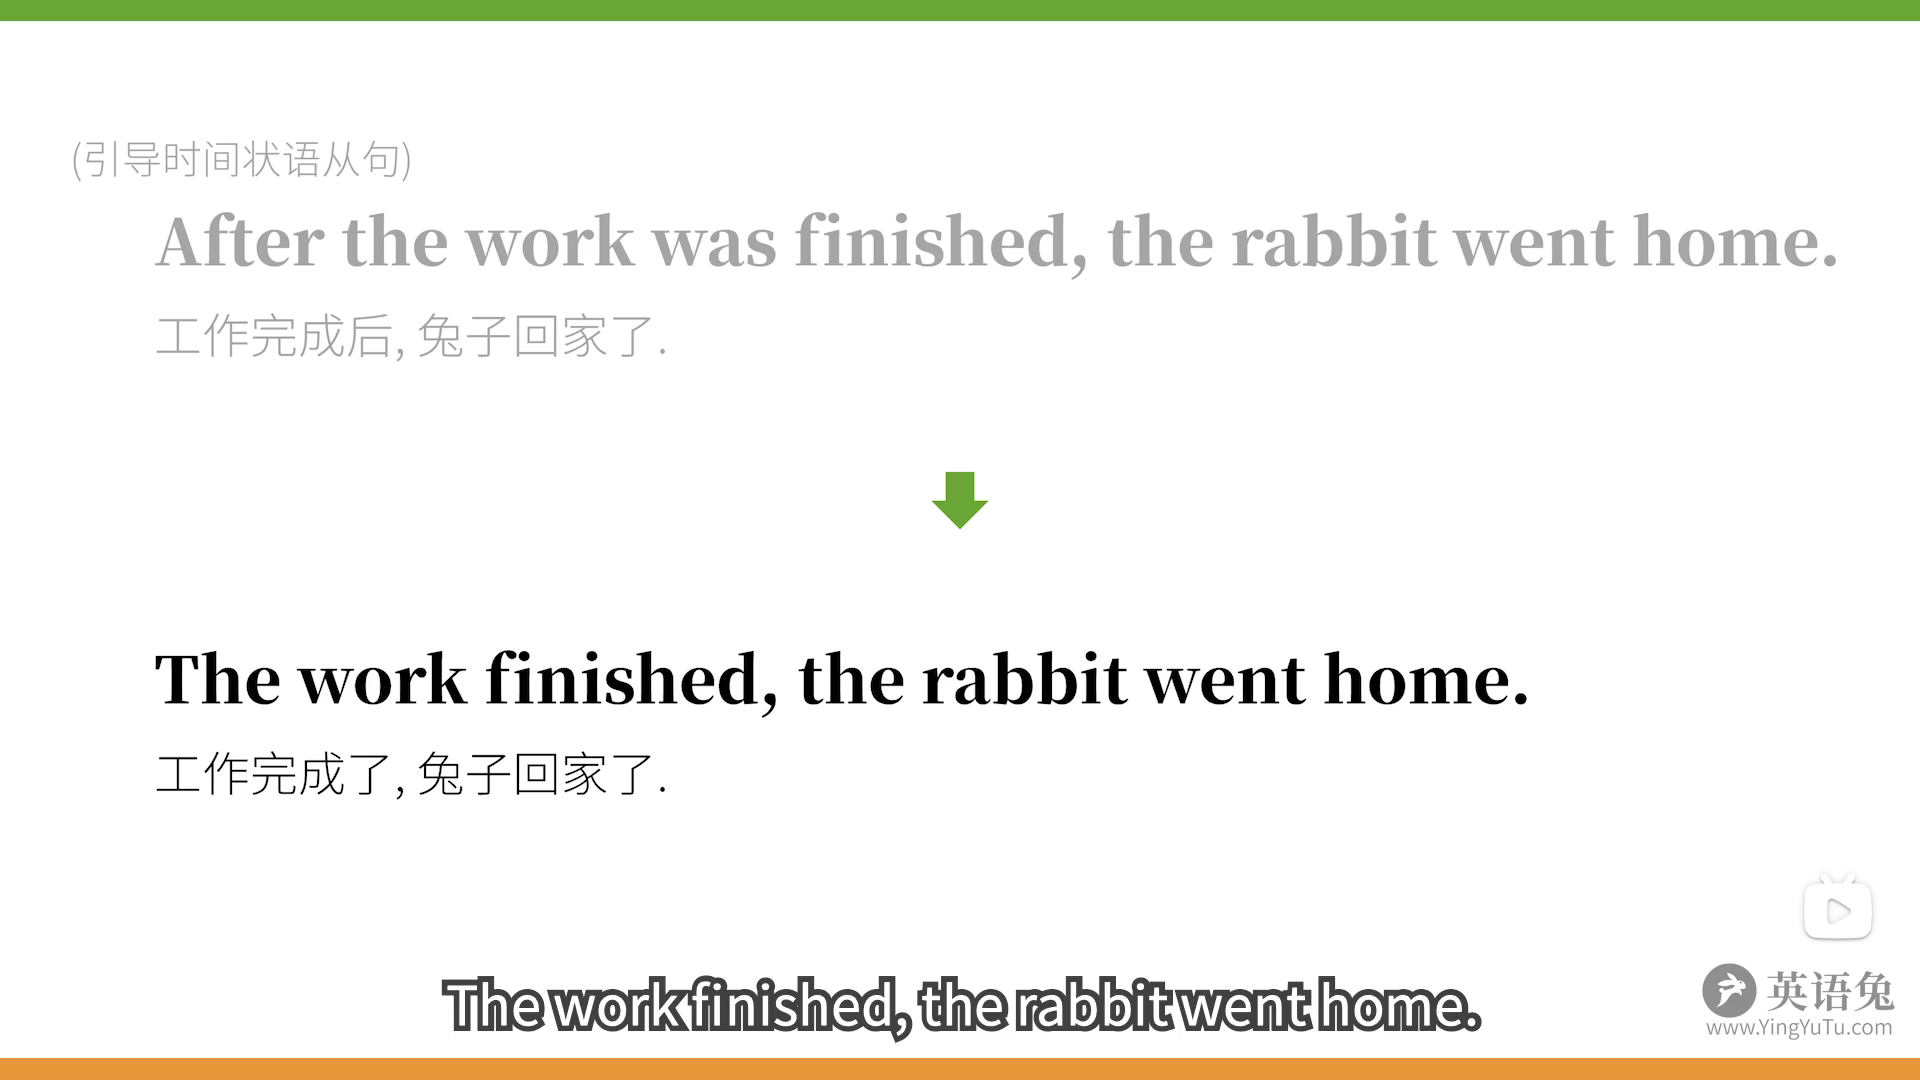 (引导时间状语从句)
After the work was finished, the rabbit went home.
工作完成后, 兔子回家了.
The work finished, the rabbit went home.
工作完成了, 兔子回家了.
The work finished, the rabbit went home.
英语兔
www.YingYuTu.com